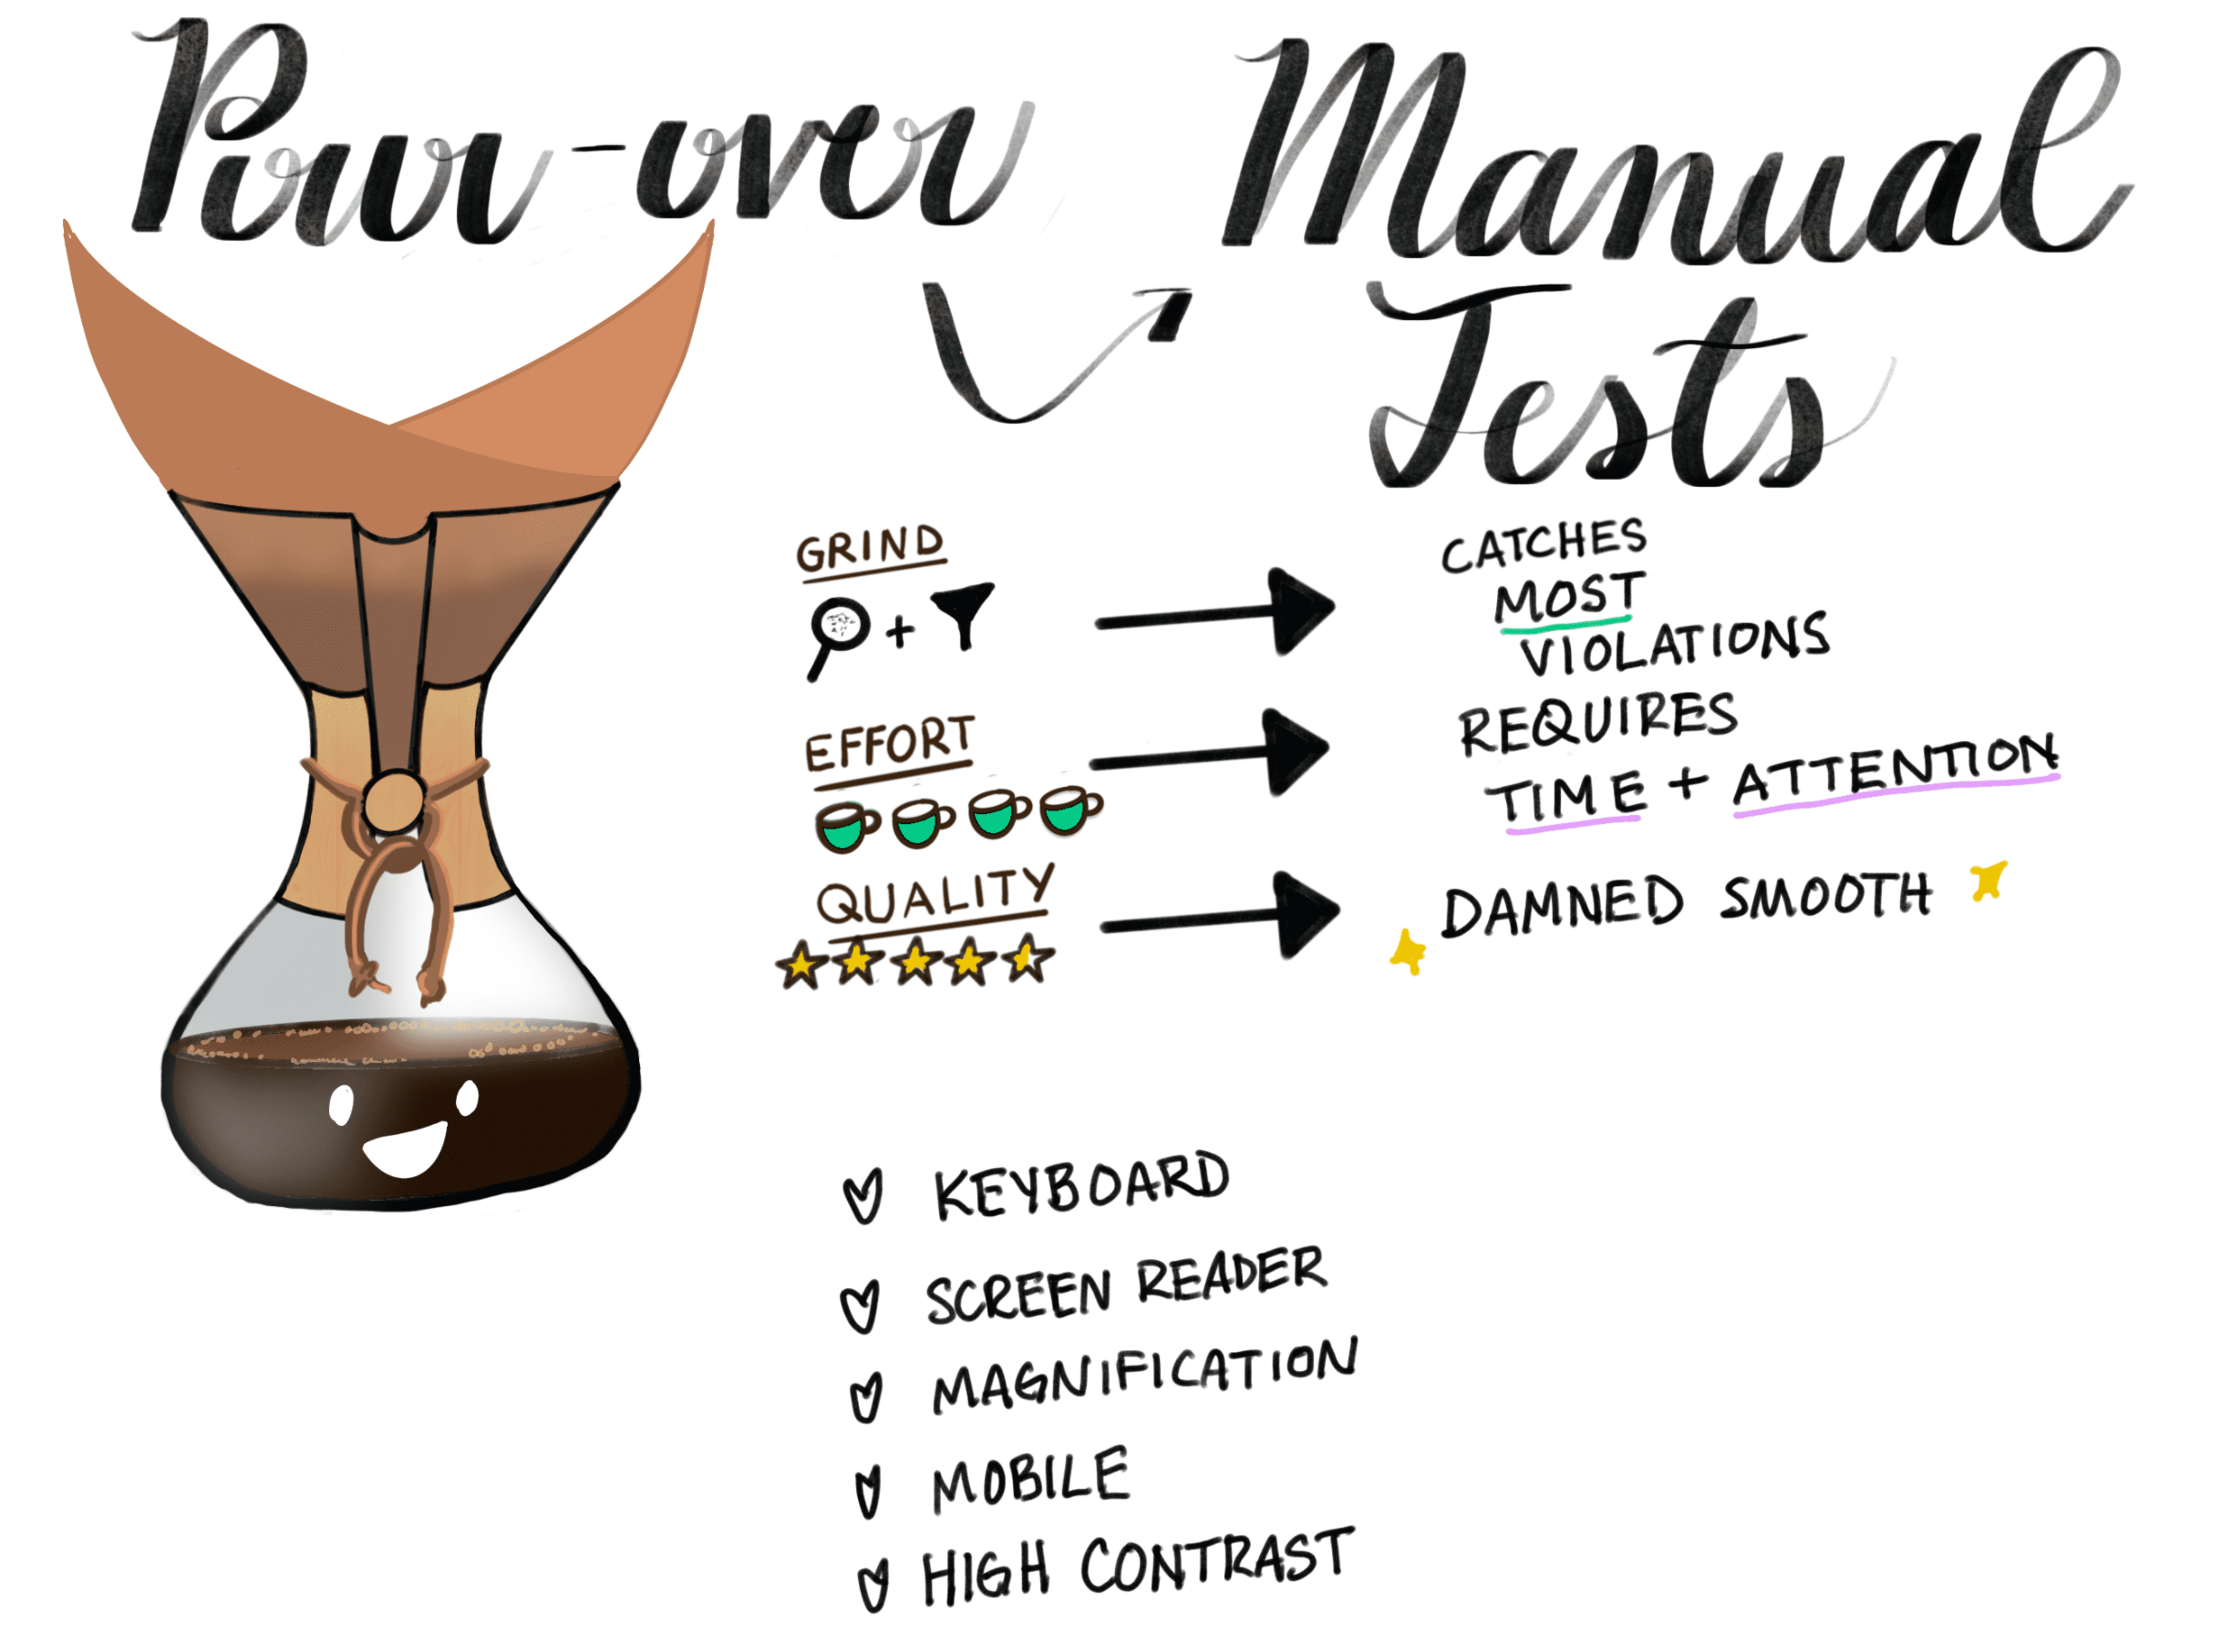 Pour-over
Manual
Tests
GRIND
+
CATCHES
MOST
VIOLATIONS
EFFORT
REQUIRES
TIME + ATTENTION
QUALITY
DAMNED SMOOTH
KEYBOARD
SCREEN READER
MAGNIFICATION
MOBILE
HIGH CONTRAST